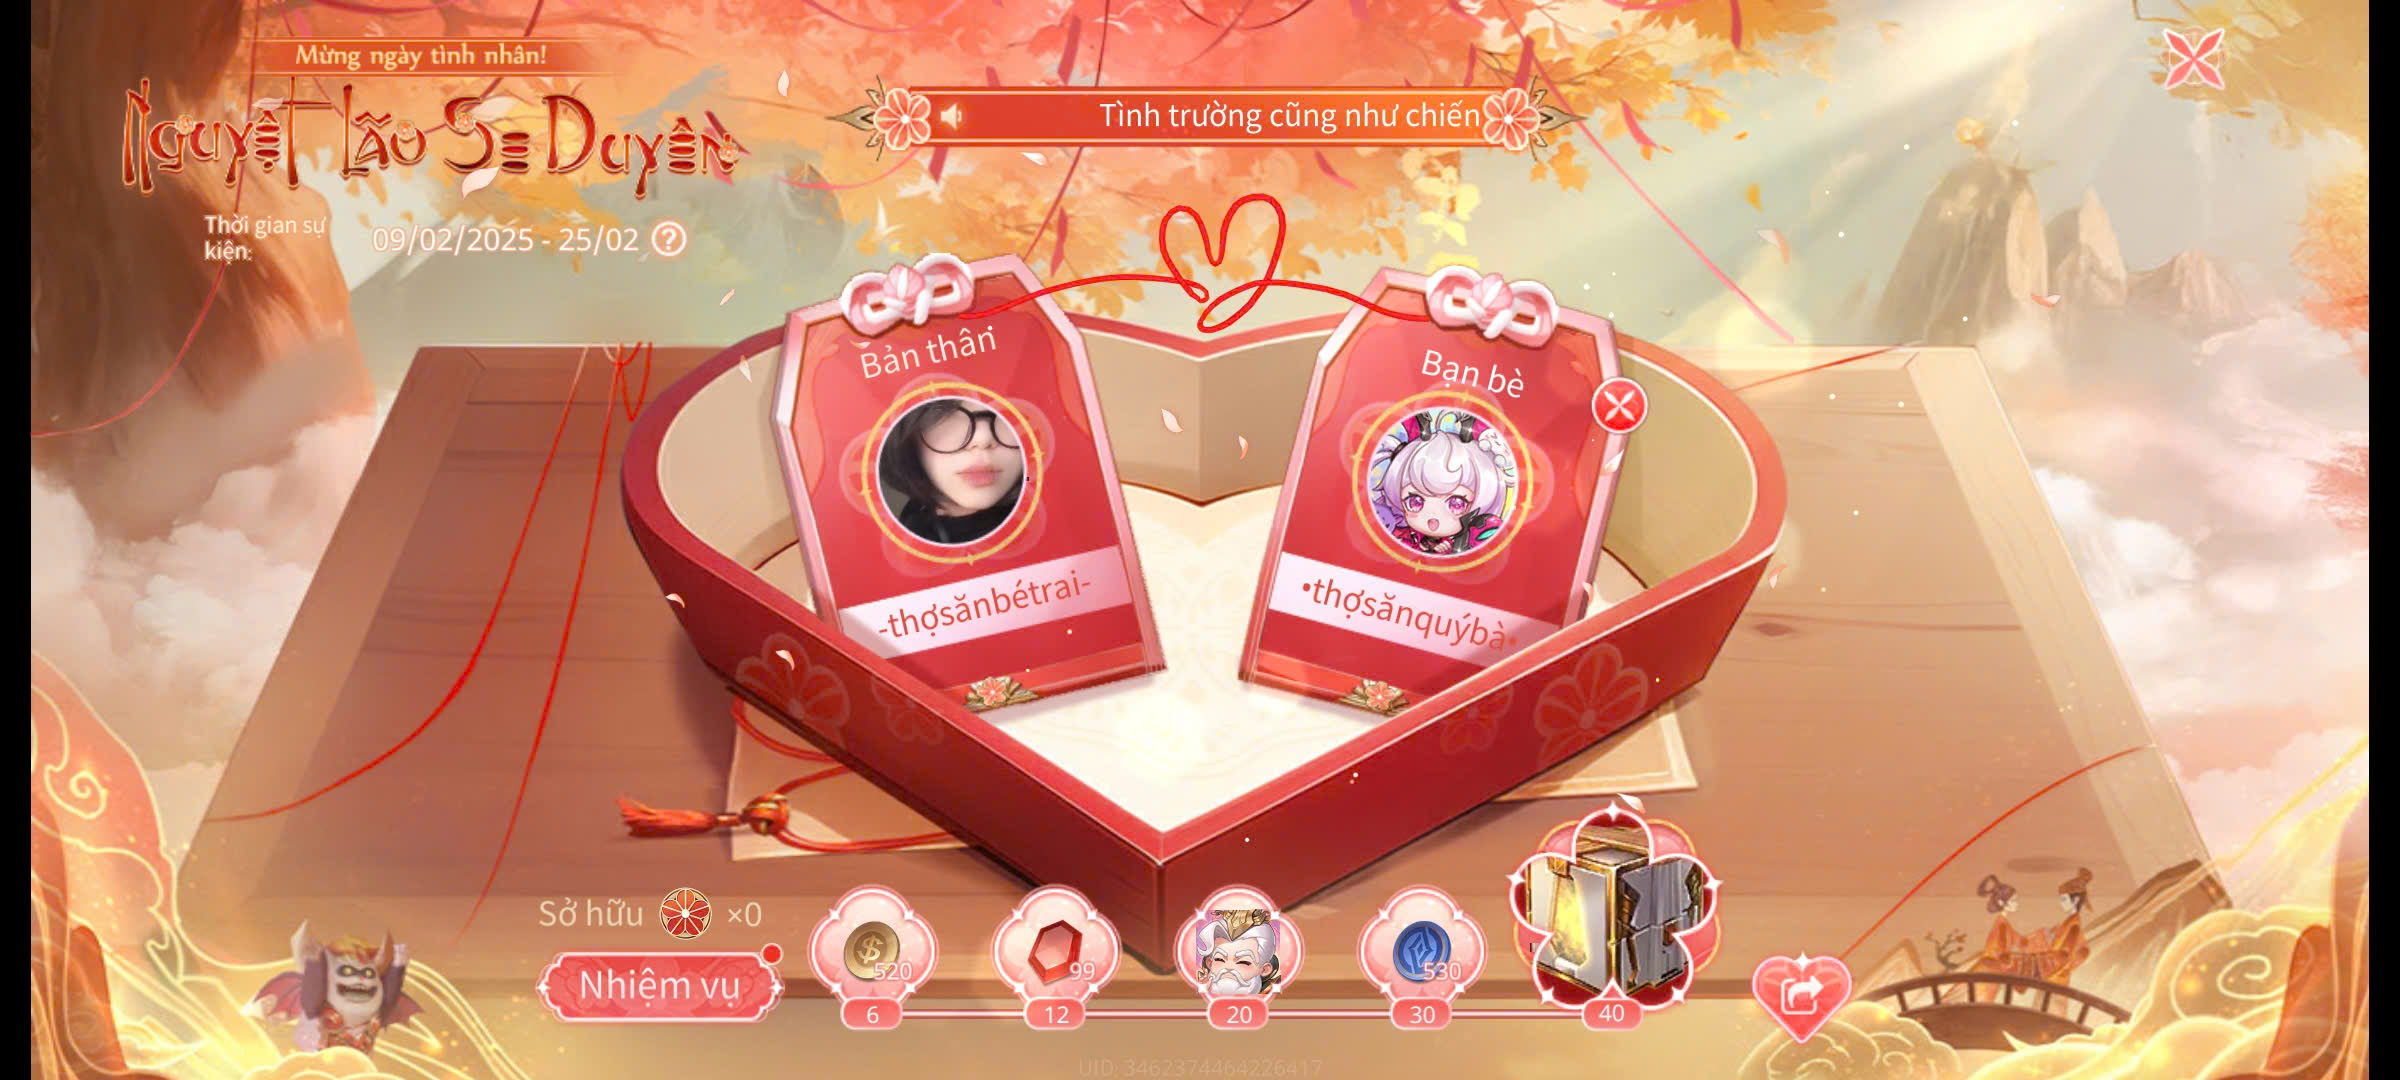 Mừng ngày tình nhân!
Nguyệt Lão Se Duyên
Thời gian sự
kiện:
09/02/2025 - 25/02
?
Tình trường cũng như chiến
Bản thân
Bạn bè
-thợsănbétrai-
•thợsănquýbà•
Sở hữu
×0
Nhiệm vụ
520
99
530
6
12
20
30
40
UID: 3462374464226417